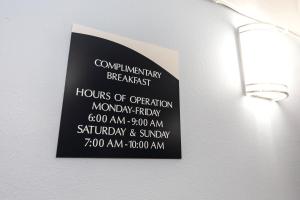 COMPLIMENTARY
BREAKFAST
HOURS OF OPERATION
MONDAY-FRIDAY
6:00 AM - 9:00 AM
SATURDAY & SUNDAY
7:00 AM-10:00 AM